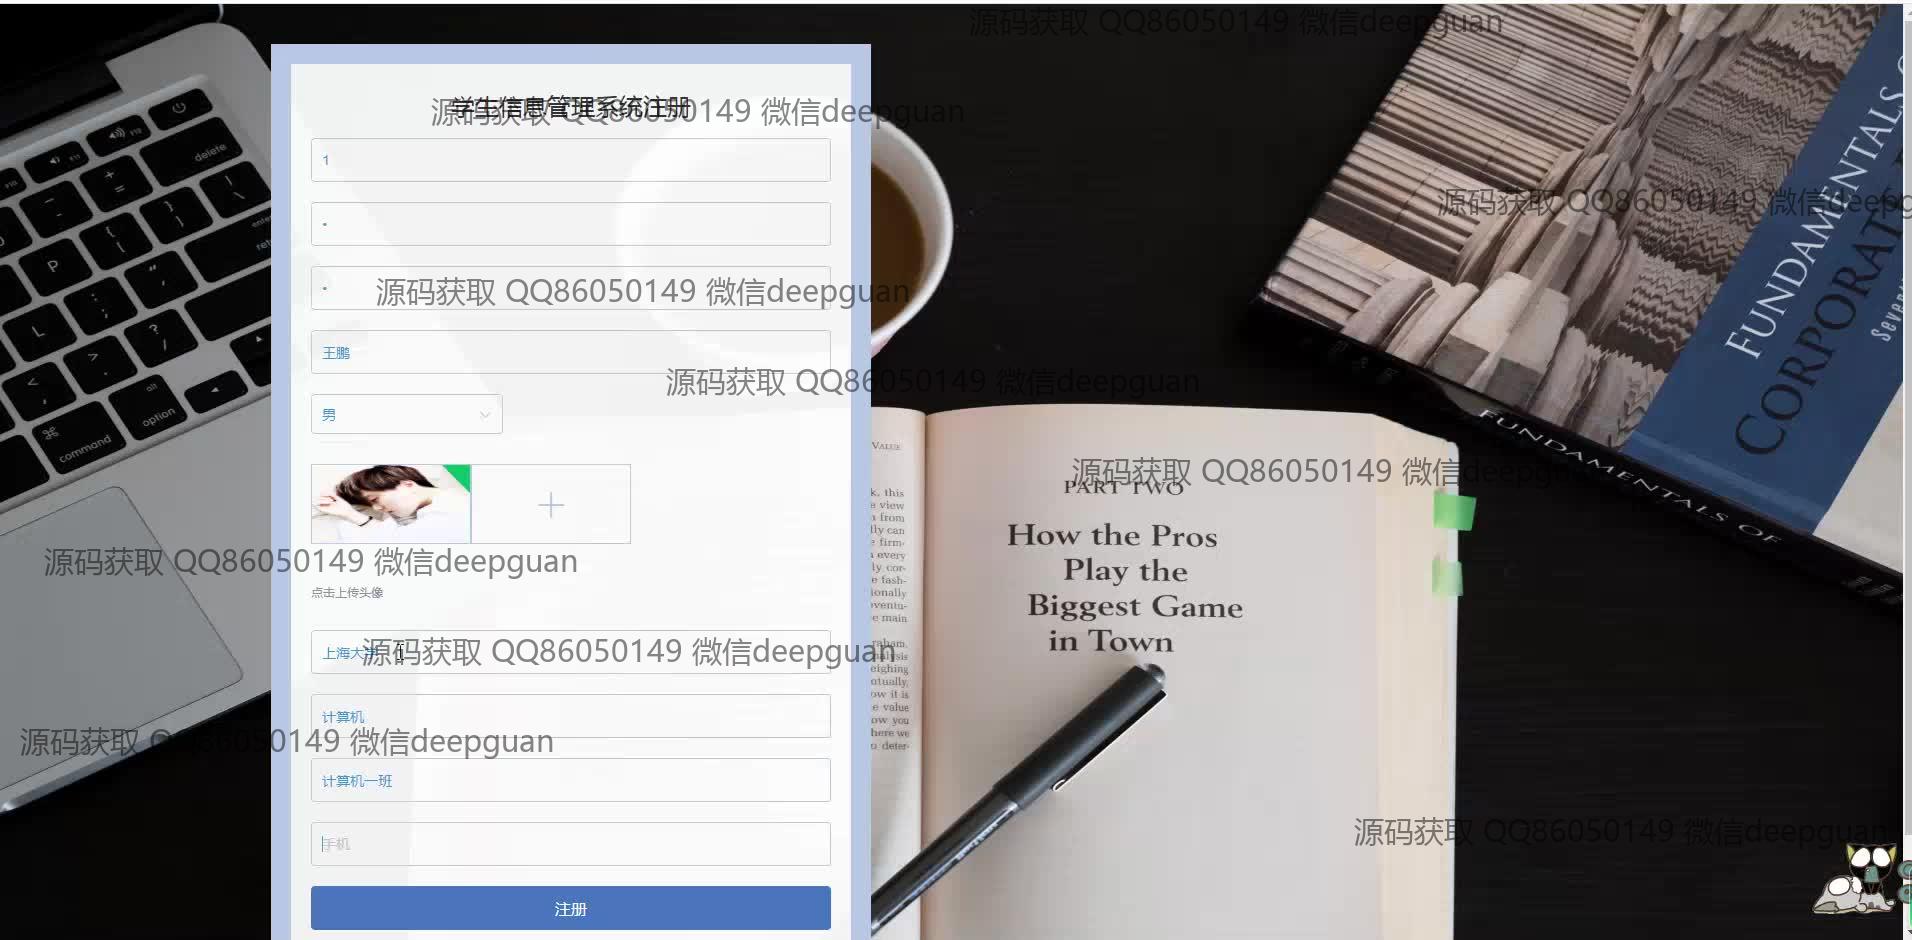 源码获取 QQ86050149 微信deepguan
学生信息管理系统注册
源码获取 QQ86050149 微信deepguan
1
源码获取 QQ86050149 微信deepg
源码获取 QQ86050149 微信deepguan
王鹏
源码获取 QQ86050149 微信deepguan
男
源码获取 QQ86050149 微信deepguan
源码获取 QQ86050149 微信deepguan
点击上传头像
上海大学
源码获取 QQ86050149 微信deepguan
计算机
源码获取 QQ86050149 微信deepguan
计算机一班
手机
源码获取 QQ86050149 微信deepguan
注册
delete
P
L
command
option
alt
VALUE
PART TWO
How the Pros
Play the
Biggest Game
in Town
FUNDAMENTALS O
CORPORAT
Seven
FUNDAMENTALS OF